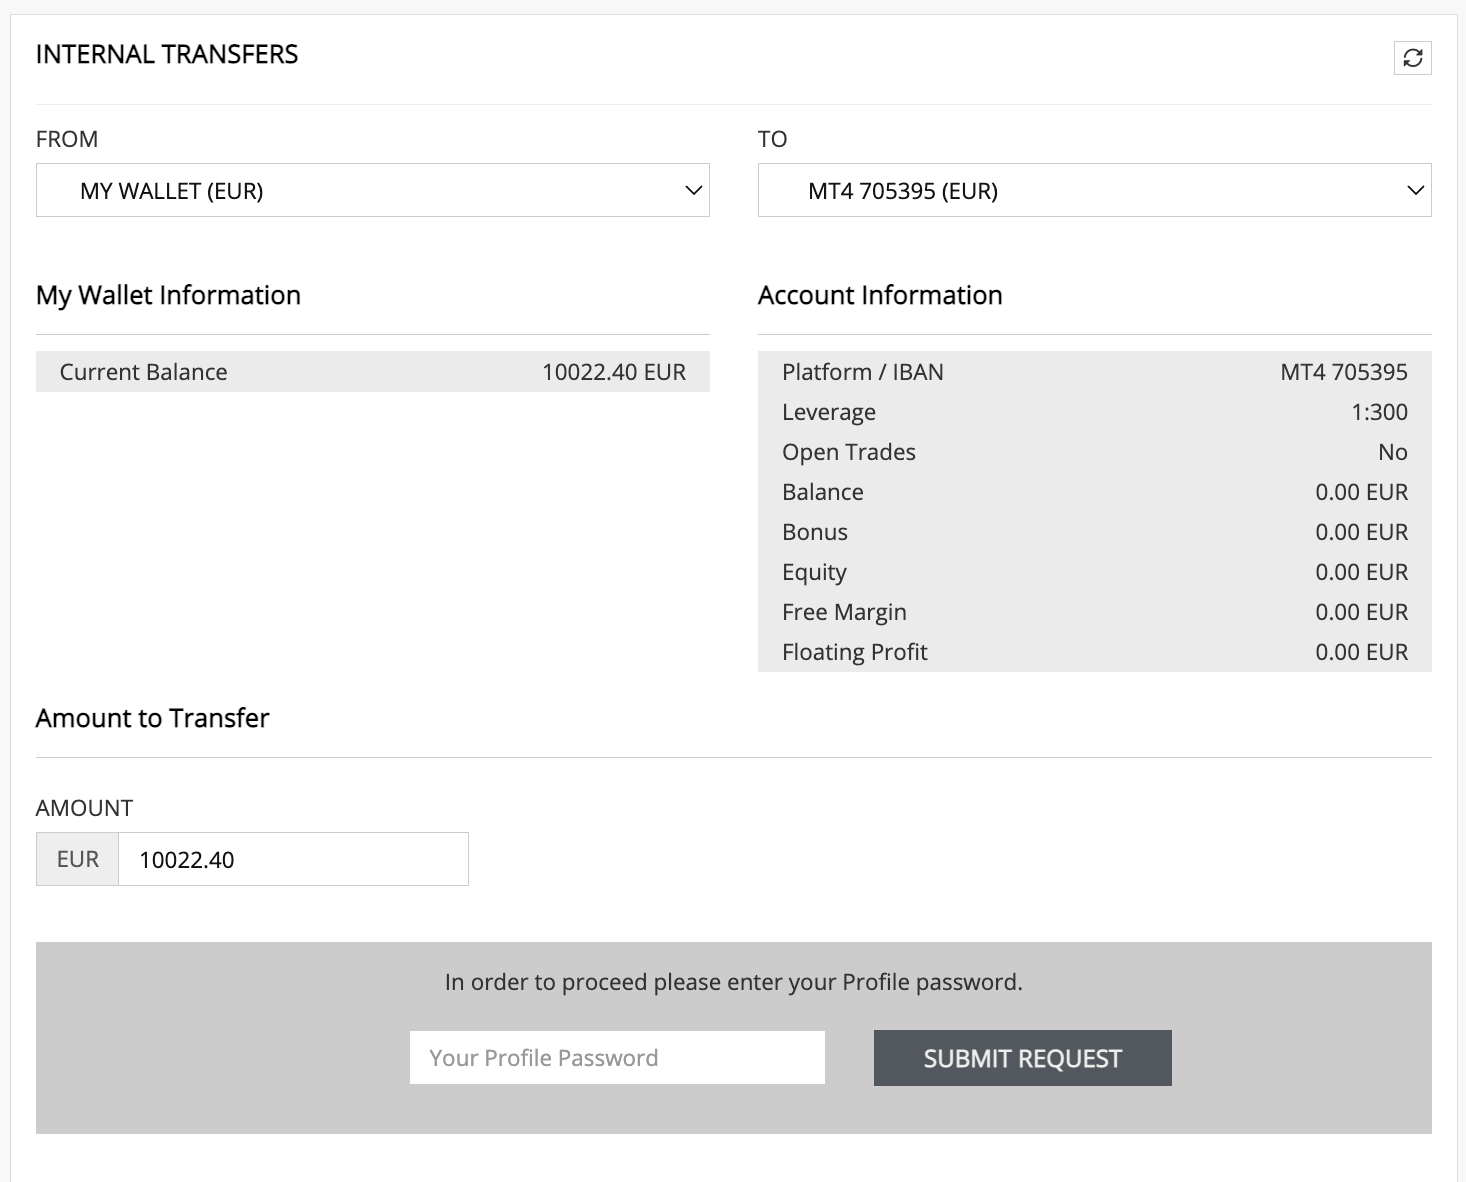 INTERNAL TRANSFERS
FROM
MY WALLET (EUR)
TO
MT4 705395 (EUR)
My Wallet Information
Current Balance 10022.40 EUR
Account Information
Platform / IBAN MT4 705395
Leverage 1:300
Open Trades No
Balance 0.00 EUR
Bonus 0.00 EUR
Equity 0.00 EUR
Free Margin 0.00 EUR
Floating Profit 0.00 EUR
Amount to Transfer
AMOUNT
EUR 10022.40
In order to proceed please enter your Profile password.
Your Profile Password SUBMIT REQUEST